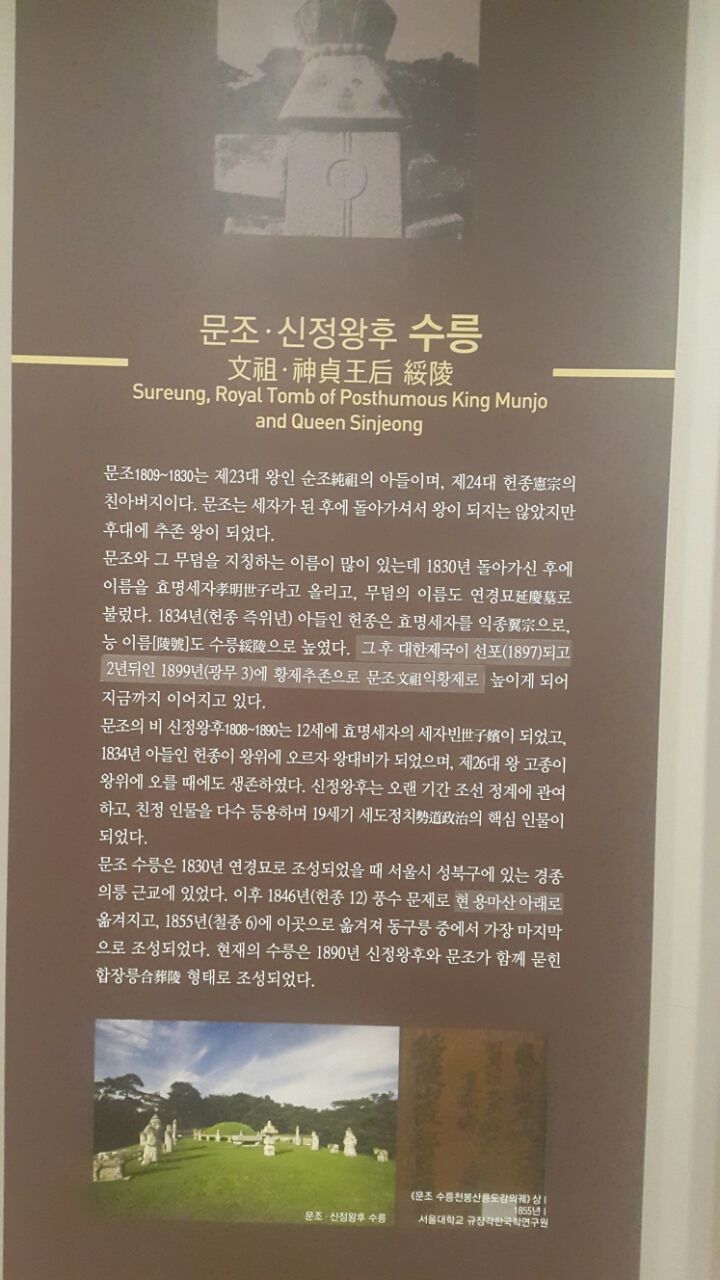 문조·신정왕후 수릉
文祖·神貞王后 綏陵
Sureung, Royal Tomb of Posthumous King Munjo
and Queen Sinjeong
문조1809~1830는 제23대 왕인 순조純祖의 아들이며, 제24대 헌종憲宗의
친아버지이다. 문조는 세자가 된 후에 돌아가셔서 왕이 되지는 않았지만
후대에 추존 왕이 되었다.
문조와 그 무덤을 지칭하는 이름이 많이 있는데 1830년 돌아가신 후에
이름을 효명세자孝明世子라고 올리고, 무덤의 이름도 연경묘延慶墓로
불렀다. 1834년(헌종 즉위년) 아들인 헌종은 효명세자를 익종翼宗으로,
능 이름[陵號]도 수릉綏陵으로 높였다. 그 후 대한제국이 선포(1897)되고
2년뒤인 1899년(광무 3)에 황제추존으로 문조文祖익황제로 높이게 되어
지금까지 이어지고 있다.
문조의 비 신정왕후1808~1890는 12세에 효명세자의 세자빈世子嬪이 되었고,
1834년 아들인 헌종이 왕위에 오르자 왕대비가 되었으며, 제26대 왕 고종이
왕위에 오를 때에도 생존하였다. 신정왕후는 오랜 기간 조선 정계에 관여
하고, 친정 인물을 다수 등용하며 19세기 세도정치勢道政治의 핵심 인물이
되었다.
문조 수릉은 1830년 연경묘로 조성되었을 때 서울시 성북구에 있는 경종
의릉 근교에 있었다. 이후 1846년(헌종 12) 풍수 문제로 현 용마산 아래로
옮겨지고, 1855년(철종 6)에 이곳으로 옮겨져 동구릉 중에서 가장 마지막
으로 조성되었다. 현재의 수릉은 1890년 신정왕후와 문조가 함께 묻힌
합장릉合葬陵 형태로 조성되었다.
문조·신정왕후 수릉
《문조 수릉천봉산릉도감의궤》 상 |
1855년 |
서울대학교 규장각한국학연구원